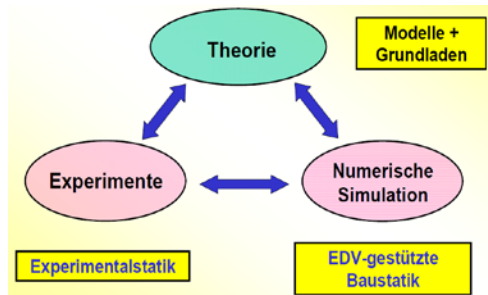 Theorie
Modelle +
Grundladen
Experimente
Numerische
Simulation
Experimentalstatik
EDV-gestützte
Baustatik